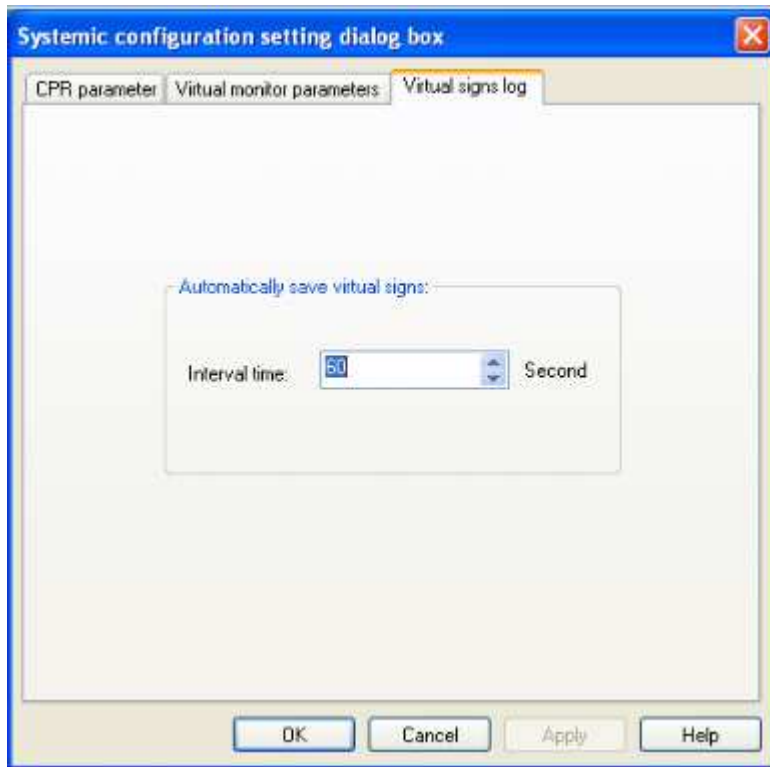 Systemic configuration setting dialog box
CPR parameter Virtual monitor parameters Virtual signs log
Automatically save virtual signs:
Interval time: 60 Second
OK Cancel Apply Help